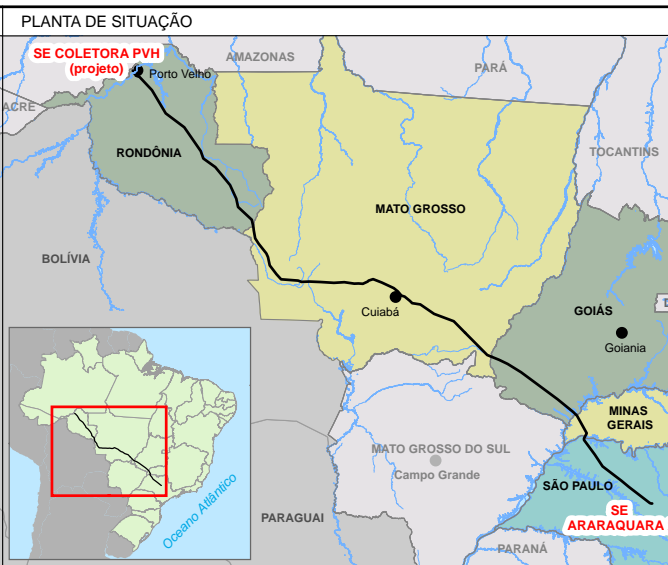 PLANTA DE SITUAÇÃO
SE COLETORA PVH
(projeto)
Porto Velho
AMAZONAS
PARÁ
ACRE
TOCANTINS
RONDÔNIA
MATO GROSSO
BOLÍVIA
Cuiabá
GOIÁS
Goiania
MINAS
GERAIS
MATO GROSSO DO SUL
Campo Grande
SÃO PAULO
SE
ARARAQUARA
PARAGUAI
PARANÁ
Oceano Atlântico